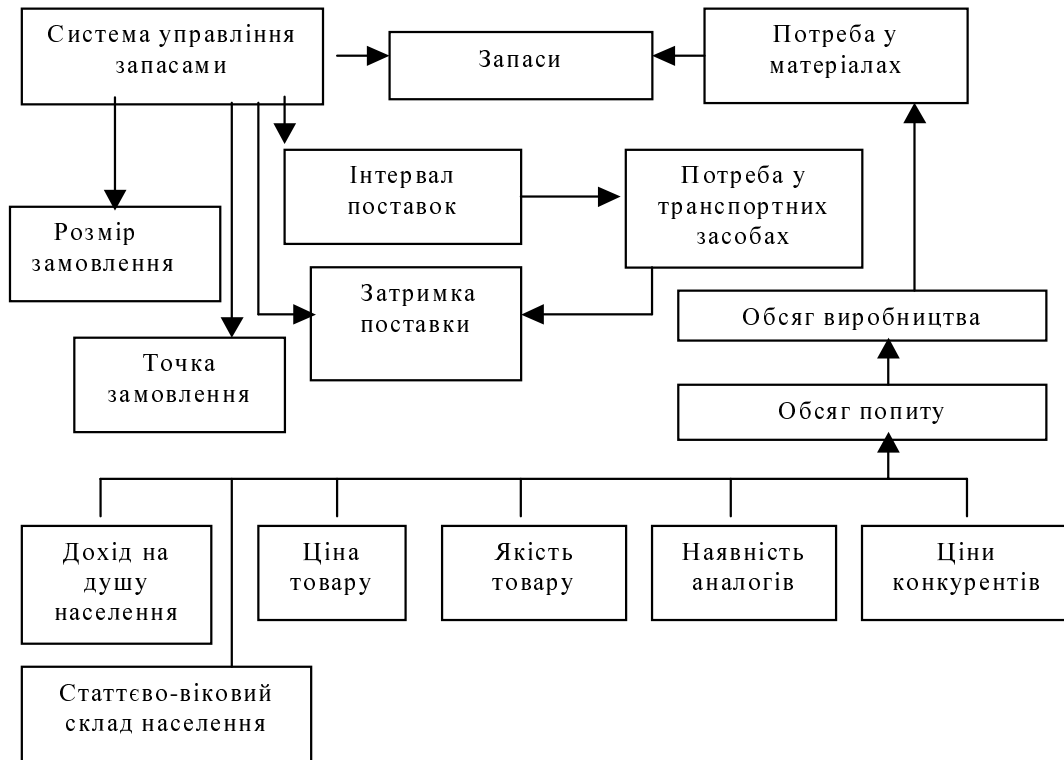 Система управління
запасами
Запаси
Потреба у
матеріалах
Інтервал
поставок
Потреба у
транспортних
засобах
Розмір
замовлення
Затримка
поставки
Обсяг виробництва
Точка
замовлення
Обсяг попиту
Дохід на
душу
населення
Ціна
товару
Якість
товару
Наявність
аналогів
Ціни
конкурентів
Статтєво-віковий
склад населення